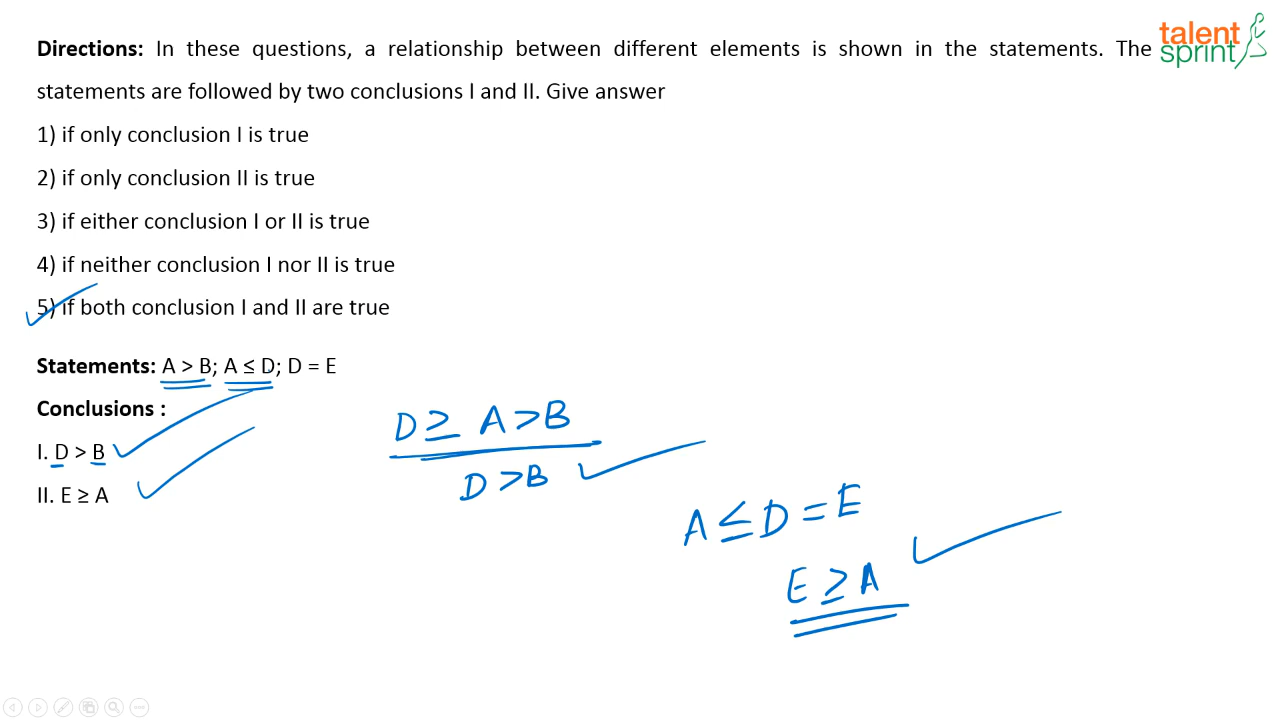 talent
sprint
Directions: In these questions, a relationship between different elements is shown in the statements. The
statements are followed by two conclusions I and II. Give answer
1) if only conclusion I is true
2) if only conclusion II is true
3) if either conclusion I or II is true
4) if neither conclusion I nor II is true
5) if both conclusion I and II are true
Statements: A > B; A ≤ D; D = E
Conclusions :
I. D > B
II. E ≥ A
D ≥ A > B
D > B
A ≤ D = E
E ≥ A